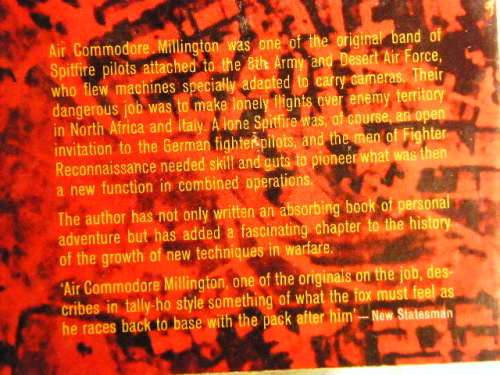 Air Commodore Millington was one of the original band of
Spitfire pilots attached to the 8th Army and Desert Air Force,
who flew machines specially adapted to carry cameras. Their
dangerous job was to make lonely flights over enemy territory
in North Africa and Italy. A lone Spitfire was, of course, an open
invitation to the German fighter pilots, and the men of Fighter
Reconnaissance needed skill and guts to pioneer what was then
a new function in combined operations.
The author has not only written an absorbing book of personal
adventure but has added a fascinating chapter to the history
of the growth of new techniques in warfare.
'Air Commodore Millington, one of the originals on the job, des-
cribes in tally-ho style something of what the fox must feel as
he races back to base with the pack after him' — New Statesman